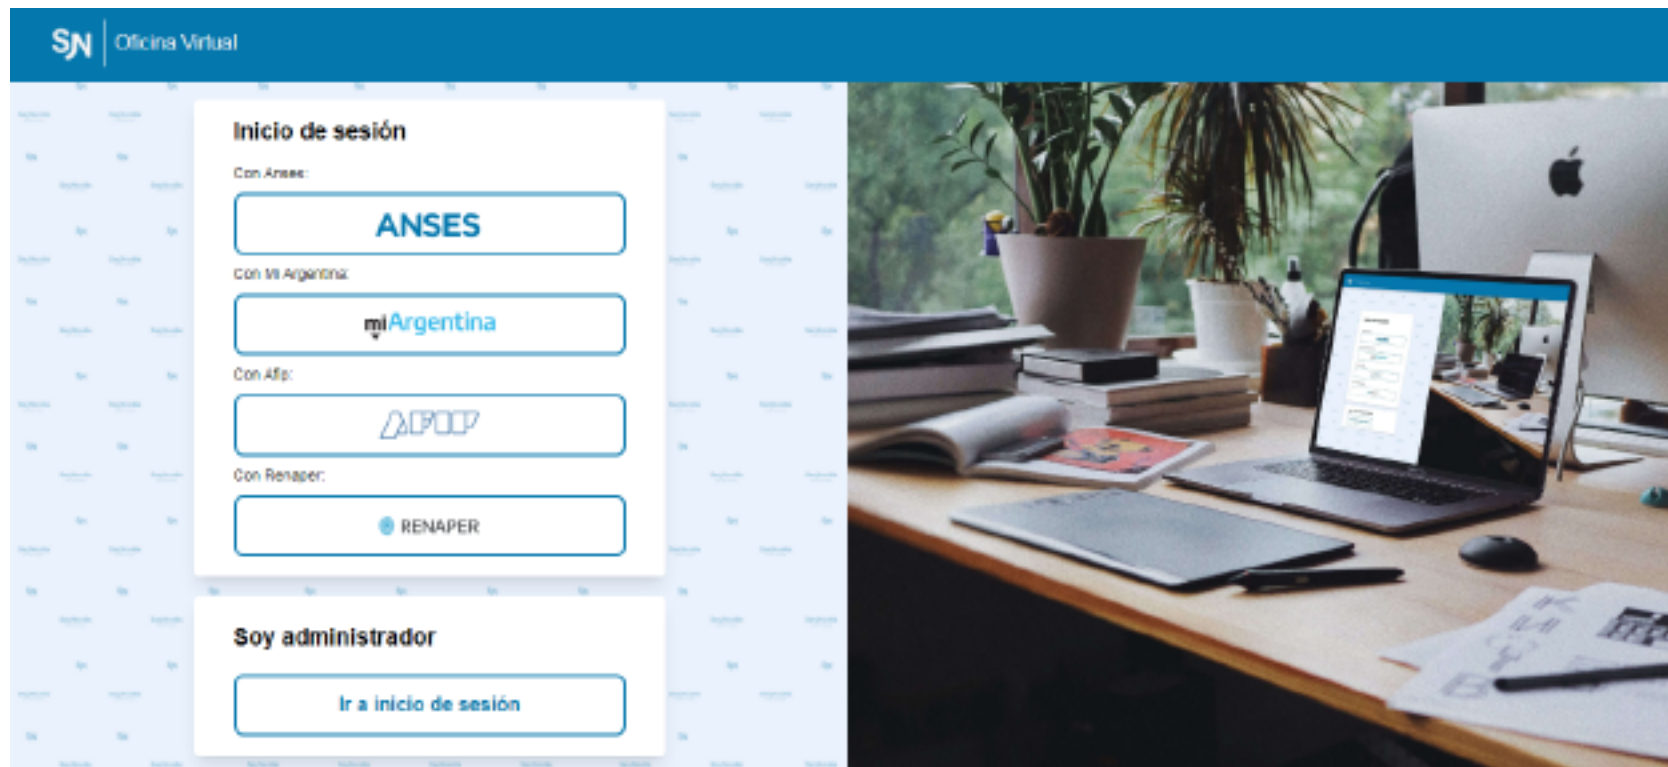 SN
Oficina Virtual
Inicio de sesión
Con Anses:
ANSES
Con Mi Argentina:
mi Argentina
Con Afip:
AFIP
Con Renaper:
RENAPER
Soy administrador
Ir a inicio de sesión